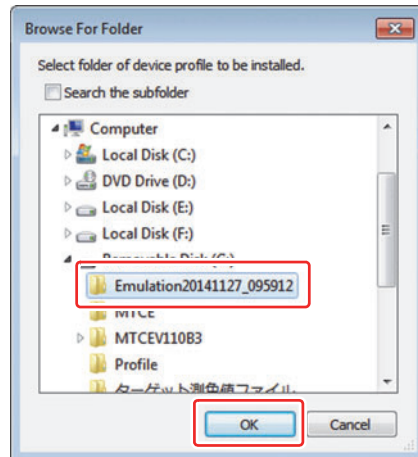 Browse For Folder
Select folder of device profile to be installed.
Search the subfolder
Computer
Local Disk (C:)
DVD Drive (D:)
Local Disk (E:)
Local Disk (F:)
Removable Disk (G:)
Emulation20141127_095912
MTCE
MTCEV110B3
Profile
ターゲット測色値ファイル
OK
Cancel